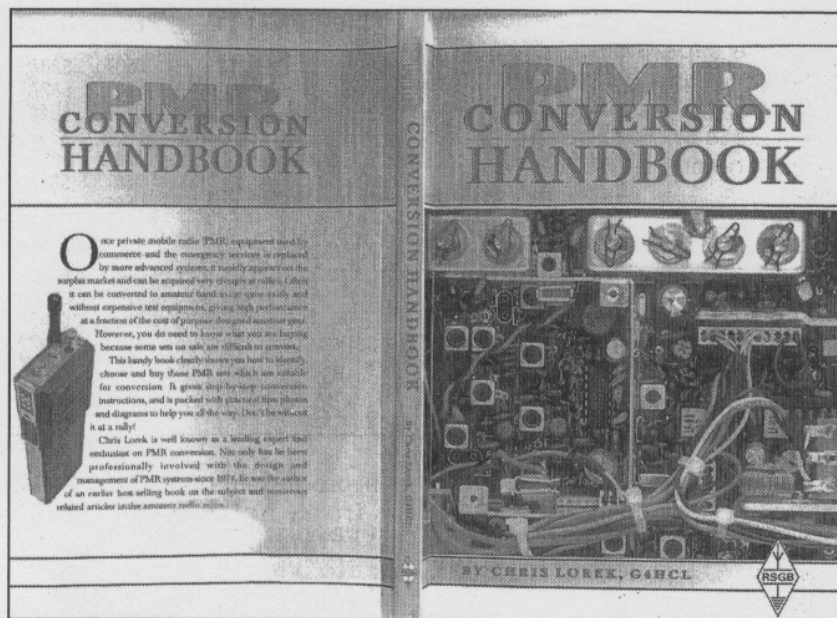 PMR
CONVERSION
HANDBOOK
Once private mobile radio (PMR) equipment used by
commerce and the emergency services is replaced
by more advanced systems, it rapidly appears on the
surplus market and can be acquired very cheaply at rallies. Often
it can be converted to amateur band usage quite easily and
without expensive test equipment, giving high performance
at a fraction of the cost of purpose designed amateur gear.
However, you do need to know what you are buying
because some sets on sale are difficult to convert.
This handy book clearly shows you how to identify,
choose and buy those PMR sets which are suitable
for conversion. It gives step-by-step conversion
instructions, and is packed with practical tips, photos
and diagrams to help you all the way. Don't be without
it at a rally!
Chris Lorek is well known as a leading expert and
enthusiast on PMR conversion. Not only has he been
professionally involved with the design and
management of PMR systems since 1974, he was the author
of an earlier best selling book on the subject and numerous
related articles in the amateur radio
CONVERSION HANDBOOK
BY CHRIS LOREK, G4HCL
PMR
CONVERSION
HANDBOOK
BY CHRIS LOREK, G4HCL
RSGB